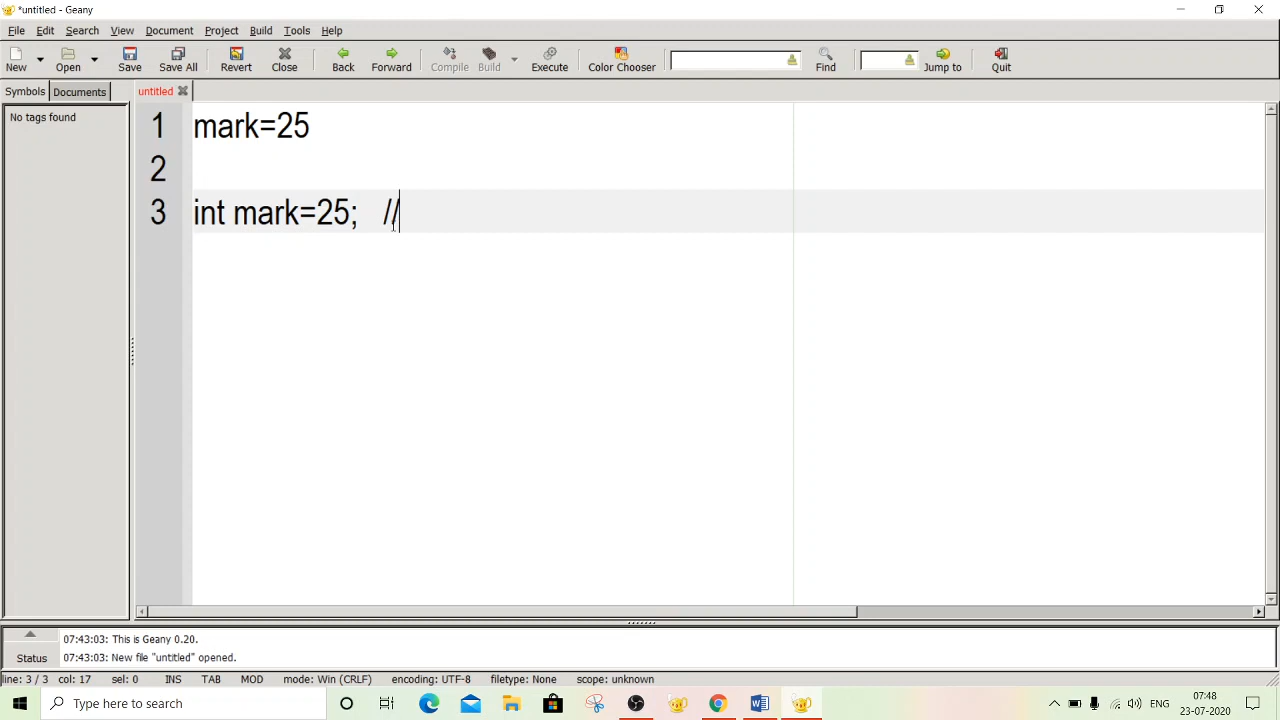 *untitled - Geany
File Edit Search View Document Project Build Tools Help
New Open Save Save All Revert Close Back Forward Compile Build Execute Color Chooser Find Jump to Quit
Symbols Documents untitled
No tags found
1 mark=25
2
3 int mark=25; //
07:43:03: This is Geany 0.20.
Status 07:43:03: New file "untitled" opened.
line: 3 / 3 col: 17 sel: 0 INS TAB MOD mode: Win (CRLF) encoding: UTF-8 filetype: None scope: unknown
Type here to search
ENG
07:48
23-07-2020